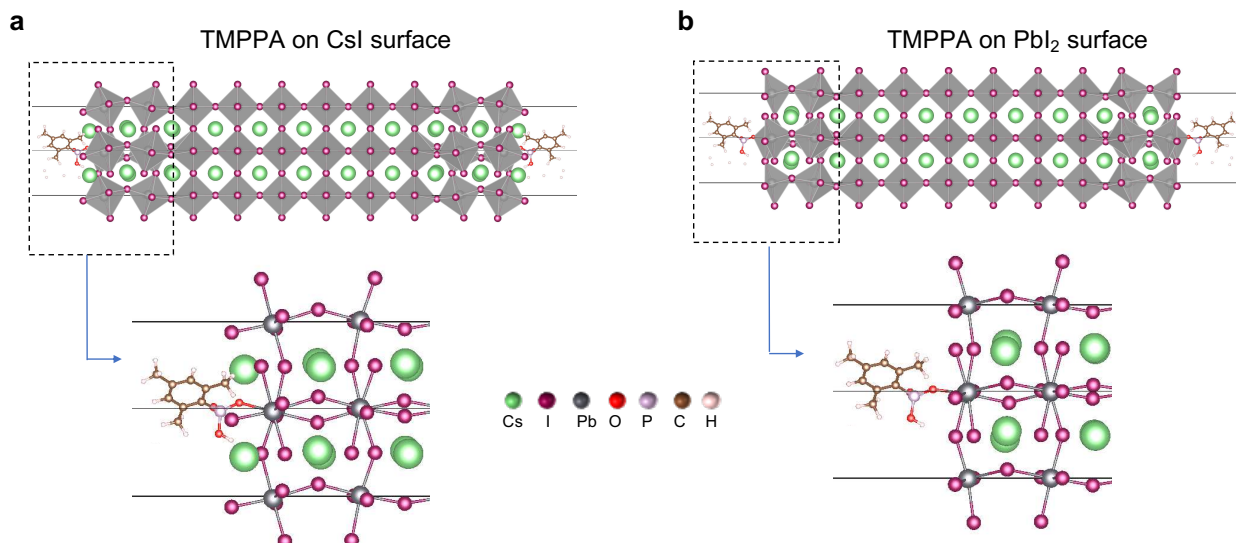 a
TMPPA on CsI surface
b
TMPPA on PbI₂ surface
Cs I Pb O P C H